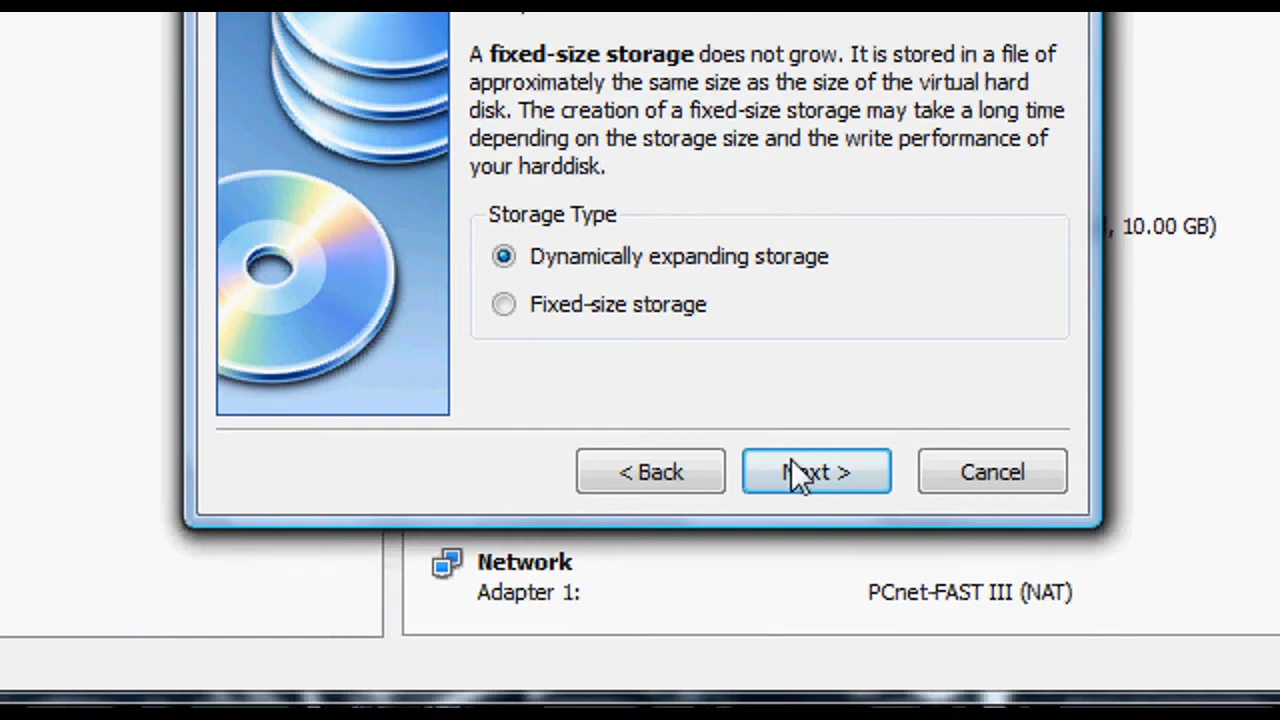 A fixed-size storage does not grow. It is stored in a file of
approximately the same size as the size of the virtual hard
disk. The creation of a fixed-size storage may take a long time
depending on the storage size and the write performance of
your harddisk.
Storage Type
, 10.00 GB)
Dynamically expanding storage
Fixed-size storage
< Back
Next >
Cancel
Network
Adapter 1:
PCnet-FAST III (NAT)